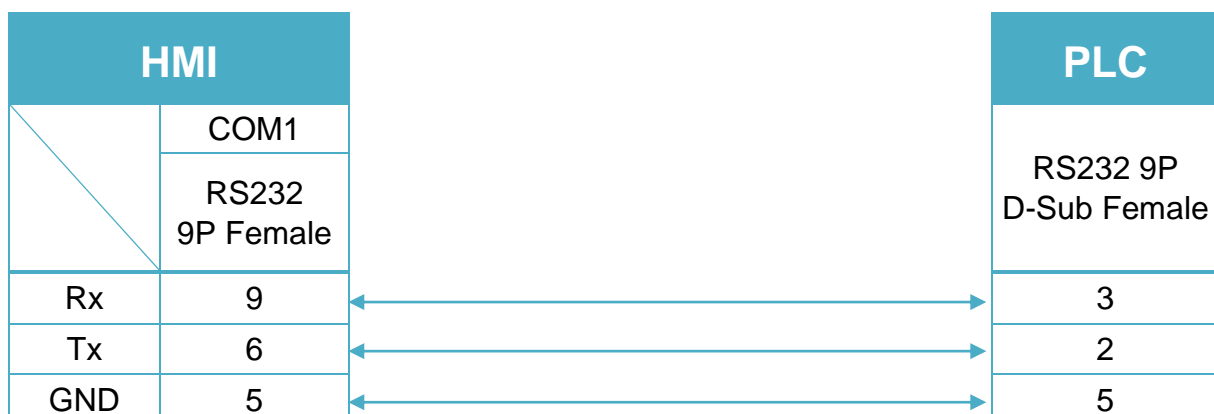 HMI
PLC
COM1
RS232
9P Female
RS232 9P
D-Sub Female
Rx 9 3
Tx 6 2
GND 5 5